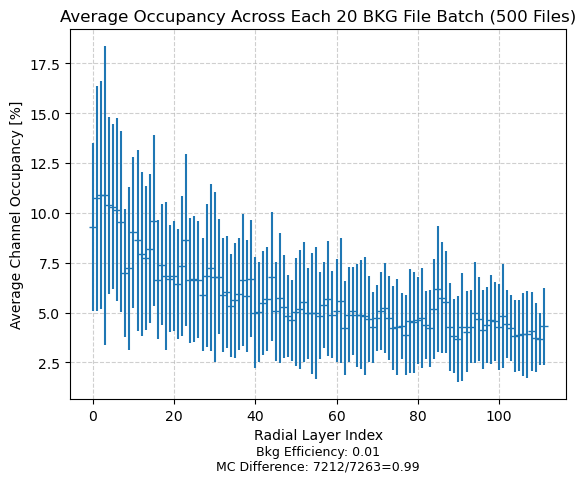 Average Occupancy Across Each 20 BKG File Batch (500 Files)
Average Channel Occupancy [%]
17.5
15.0
12.5
10.0
7.5
5.0
2.5
0 20 40 60 80 100
Radial Layer Index
Bkg Efficiency: 0.01
MC Difference: 7212/7263=0.99